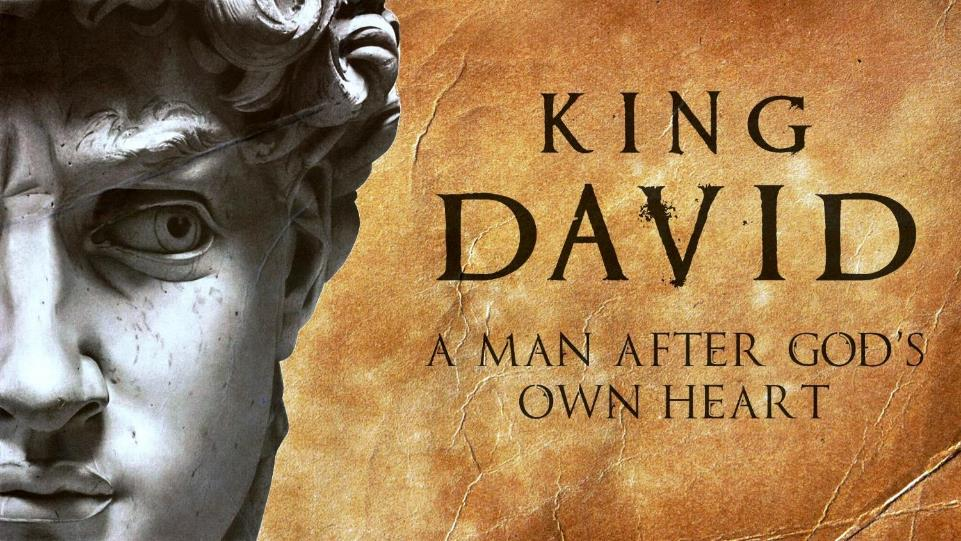 KING
DAVID
A MAN AFTER GOD'S
OWN HEART